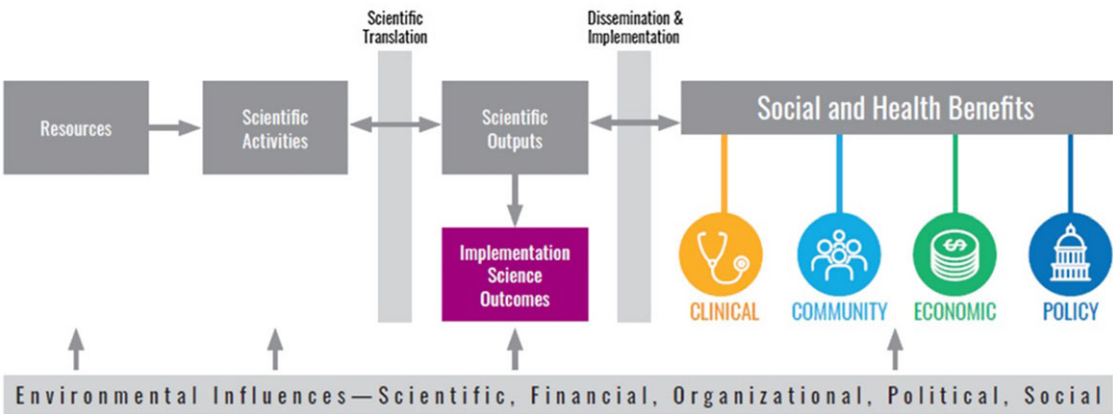 Scientific
Translation
Dissemination &
Implementation
Resources
Scientific
Activities
Scientific
Outputs
Social and Health Benefits
Implementation
Science
Outcomes
$
CLINICAL
COMMUNITY
ECONOMIC
POLICY
Environmental Influences—Scientific, Financial, Organizational, Political, Social